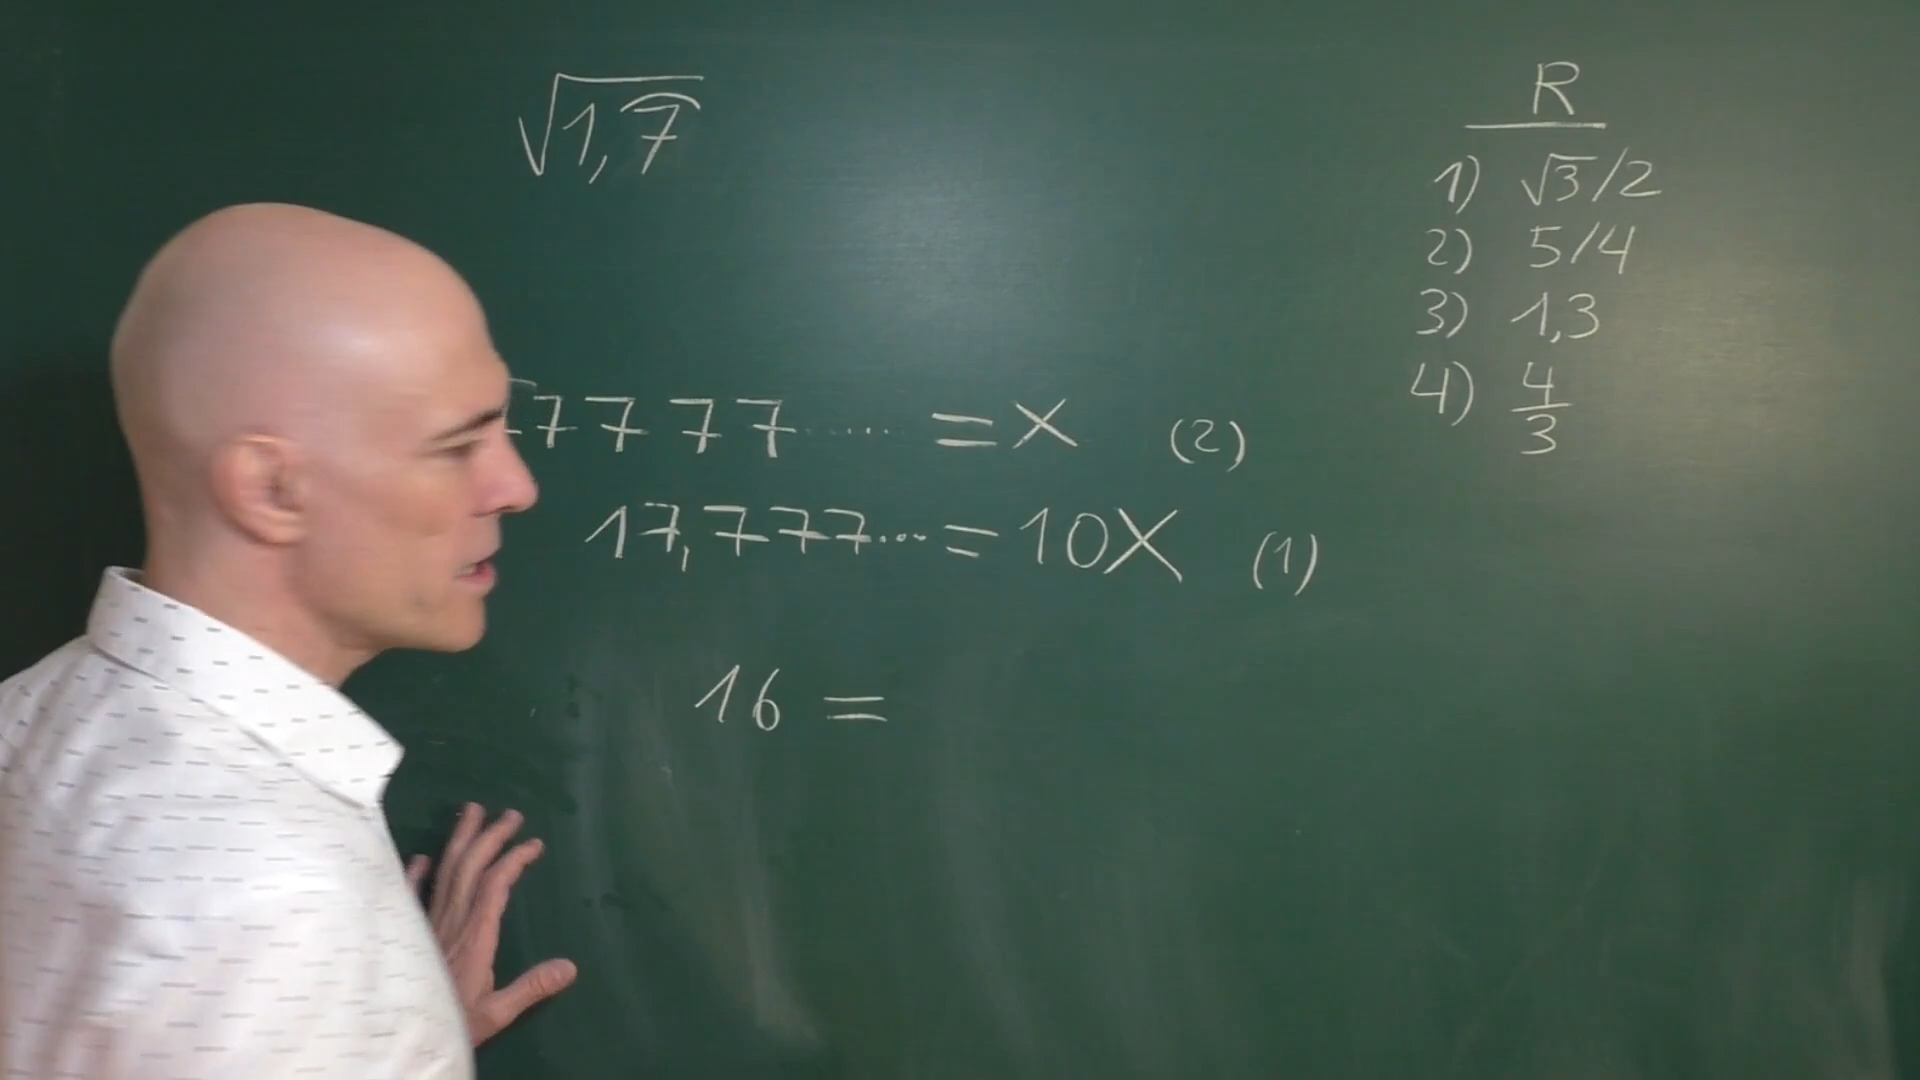 √1,7̂
R
1) √3/2
2) 5/4
3) 1,3
4) 4/3
7777..... = x (2)
17,777... = 10X (1)
16 =